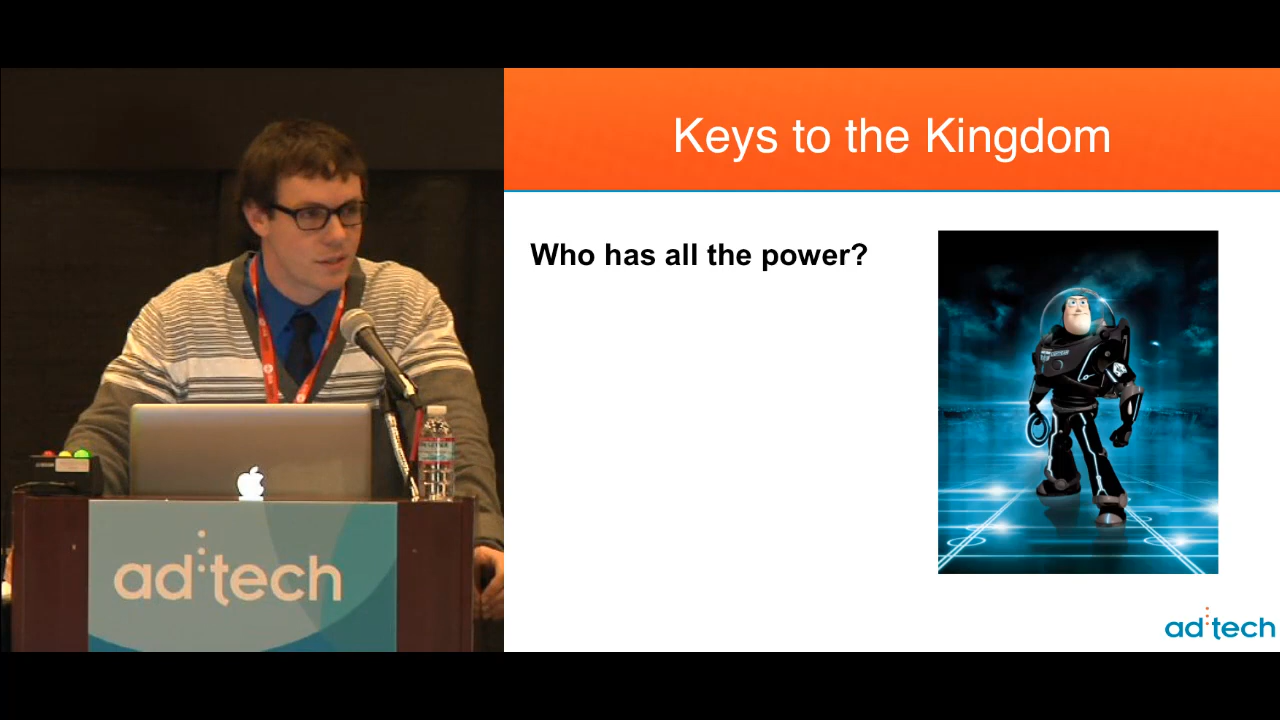 Keys to the Kingdom
Who has all the power?
ad:tech
ad:tech